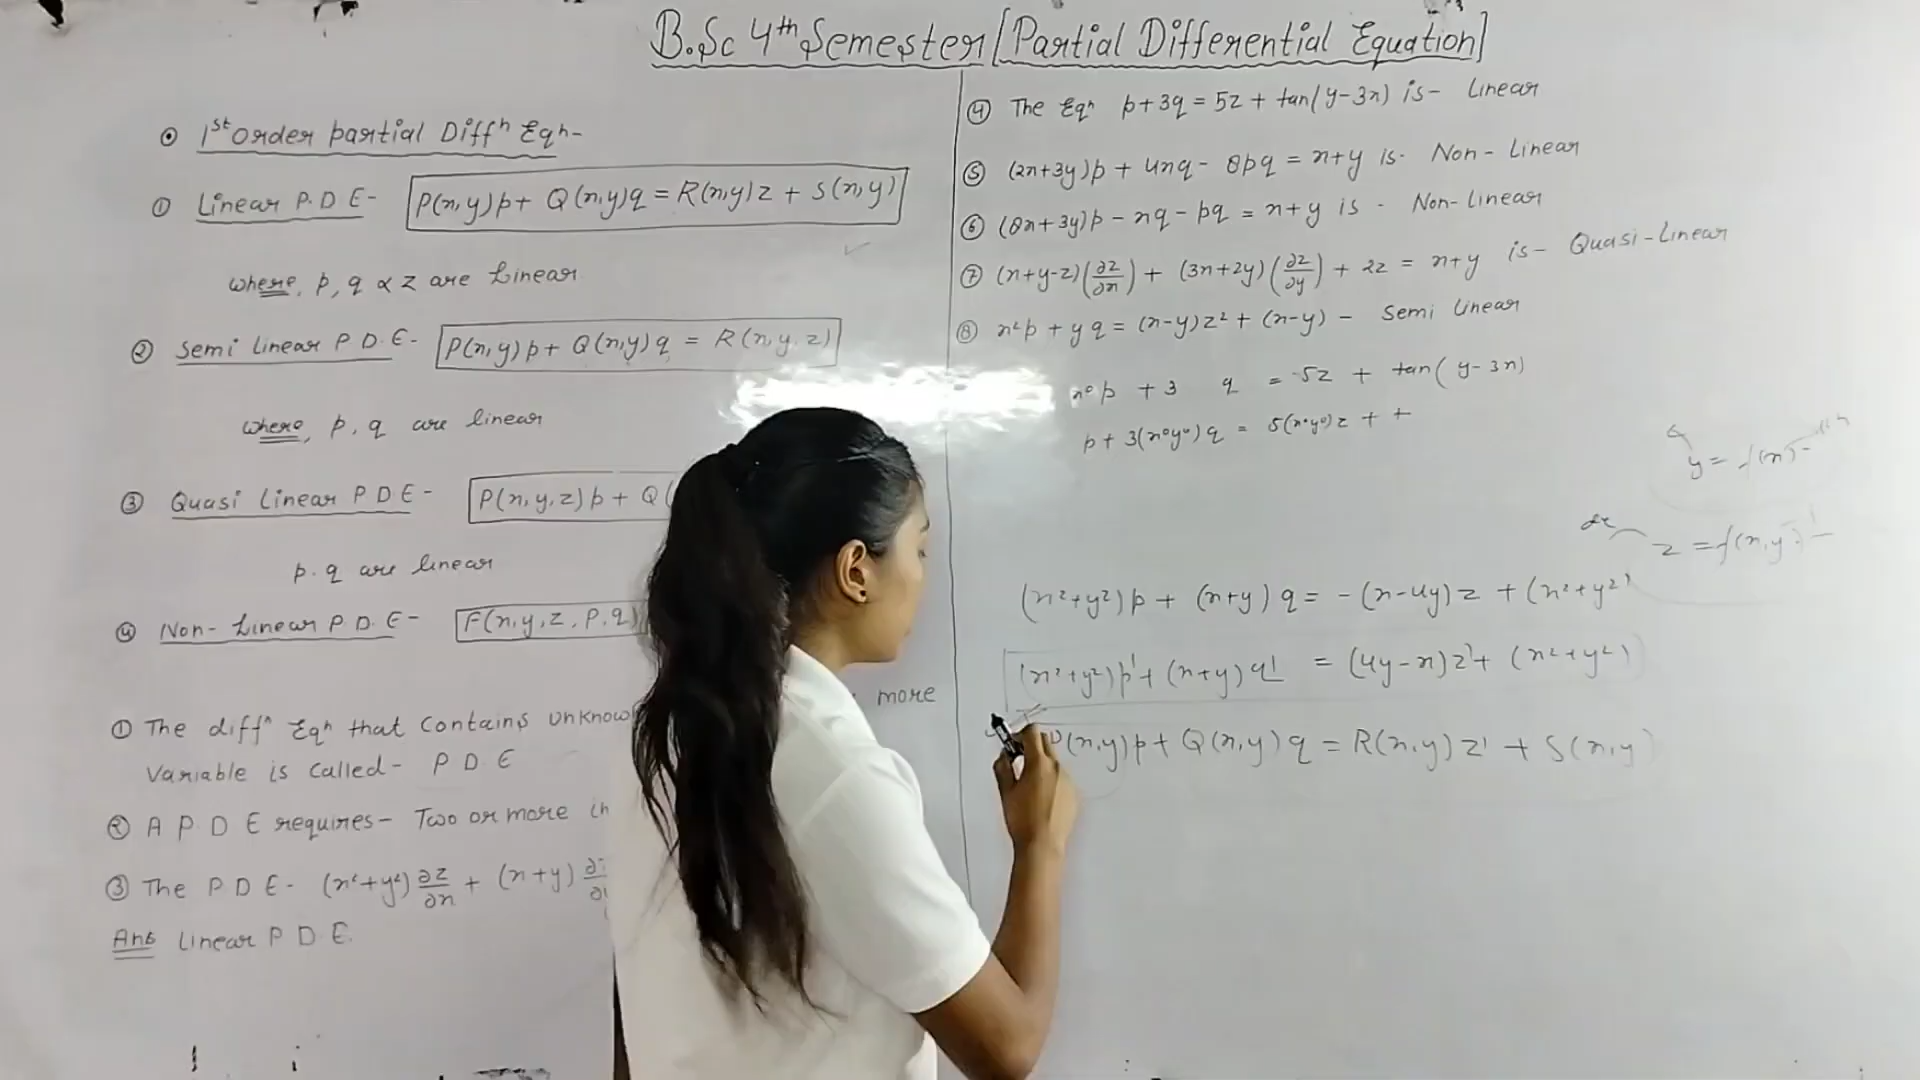 B.Sc 4th Semester [Partial Differential Equation]
1st Order partial Diffn Eqn-
① Linear P.D E- P(x,y)p + Q(x,y)q = R(x,y)z + S(x,y)
where, p, q & z are linear
② Semi linear P.D.E- P(x,y)p + Q(x,y)q = R(x,y,z)
where, p, q are linear
③ Quasi Linear P D E- P(x,y,z)p + Q(
p.q are linear
④ Non-Linear P.D.E- F(x,y,z,p,q)
more
① The diffn Eqn that contains unknow
variable is called- P D E
② A P.D E requires- Two or more in
③ The P D E- (x²+y²) ∂z/∂x + (x+y)
Ans Linear P D E.
④ The Eqn p+3q = 5z + tan(y-3x) is- Linear
⑤ (2x+3y)p + 4xq - 8pq = x+y is- Non-Linear
⑥ (8x+3y)p - xq - pq = x+y is - Non-linear
⑦ (x+y-z)(∂z/∂x) + (3x+2y)(∂z/∂y) + 2z = x+y is- Quasi-Linear
⑧ x²p + yq = (x-y)z² + (x-y) - Semi linear
x⁰p + 3 q = 5z + tan(y-3x)
p + 3(x⁰y⁰)q = 5(x⁰y⁰)z + +
y = f(x)-
z = f(x,y)
(x²+y²)p + (x+y)q = -(x-4y)z + (x²+y²)
(x²+y²)p¹ + (x+y)q¹ = (4y-x)z¹ + (x²+y²)
P(x,y)p + Q(x,y)q = R(x,y)z¹ + S(x,y)